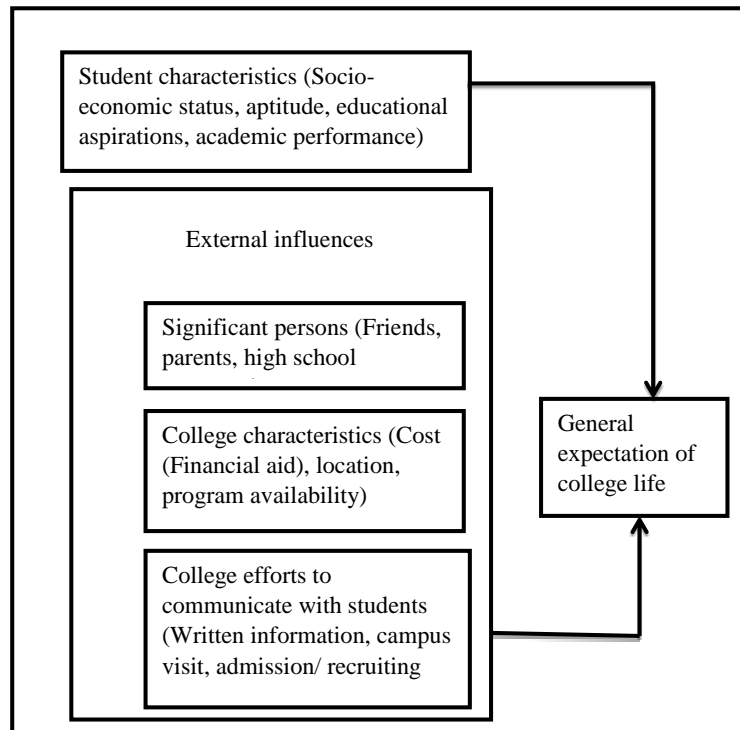 Student characteristics (Socio-
economic status, aptitude, educational
aspirations, academic performance)
External influences
Significant persons (Friends,
parents, high school
College characteristics (Cost
(Financial aid), location,
program availability)
College efforts to
communicate with students
(Written information, campus
visit, admission/ recruiting
General
expectation of
college life